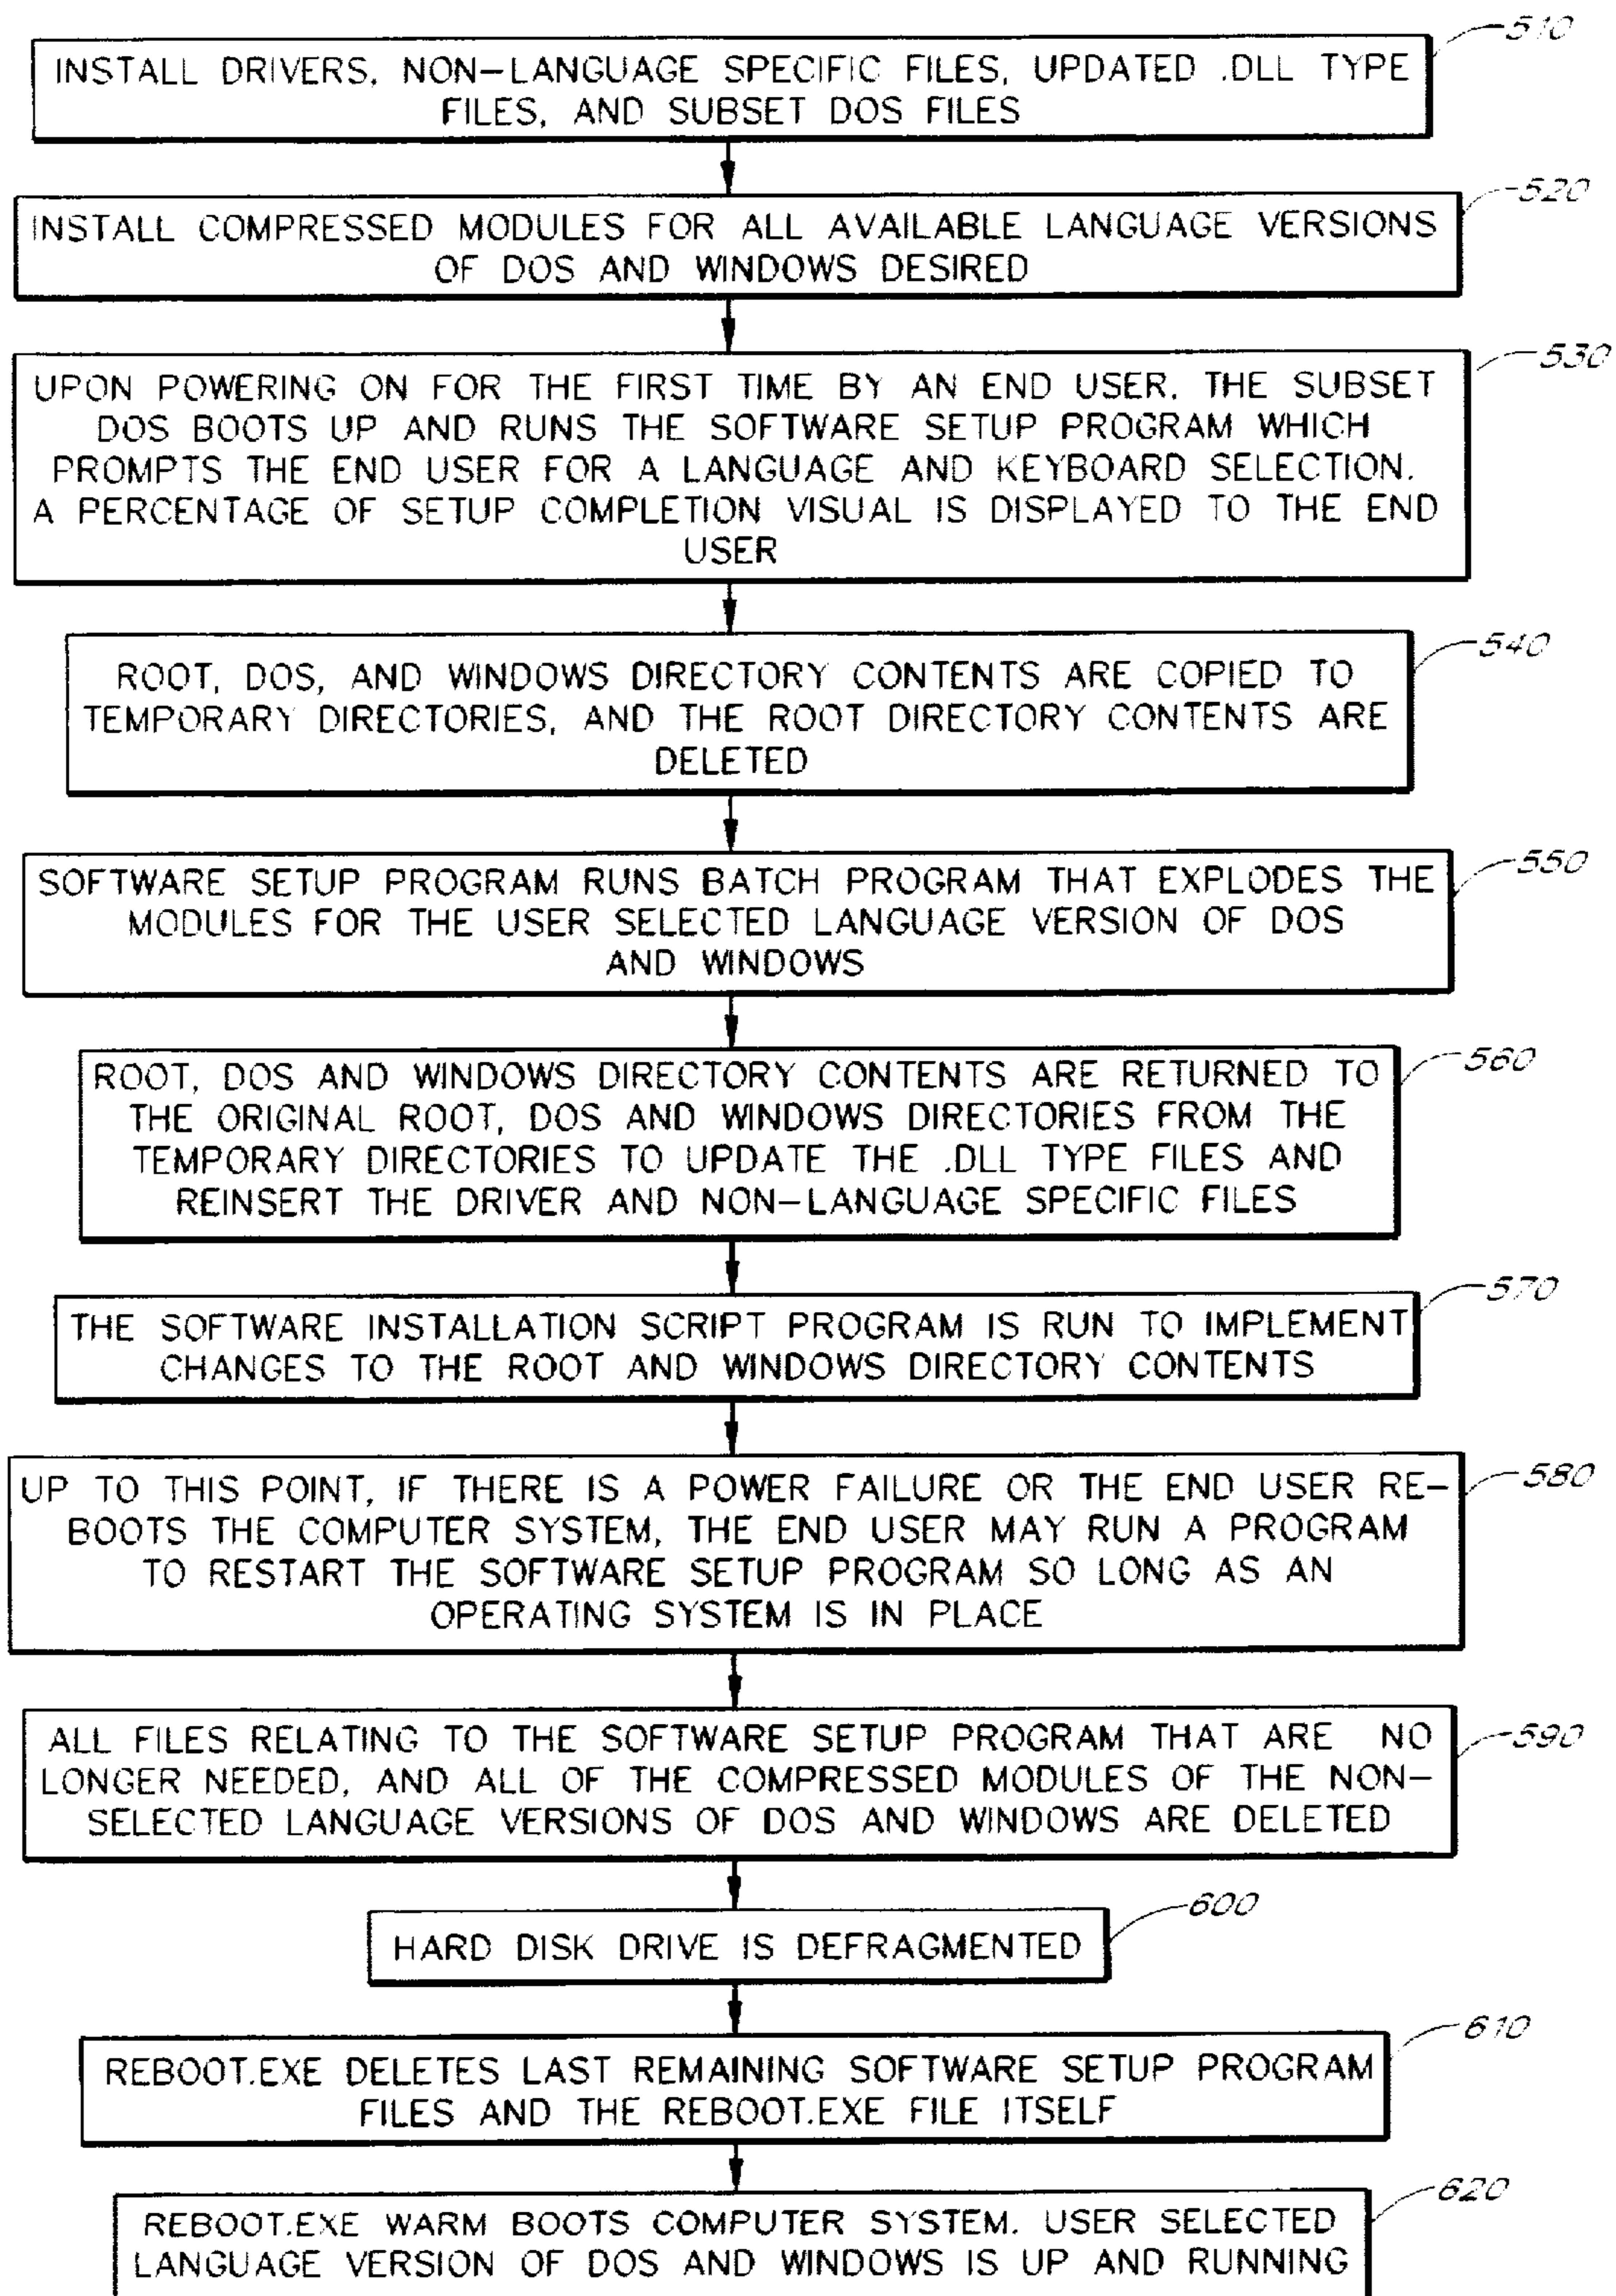 510
INSTALL DRIVERS, NON-LANGUAGE SPECIFIC FILES, UPDATED .DLL TYPE
FILES, AND SUBSET DOS FILES
520
INSTALL COMPRESSED MODULES FOR ALL AVAILABLE LANGUAGE VERSIONS
OF DOS AND WINDOWS DESIRED
530
UPON POWERING ON FOR THE FIRST TIME BY AN END USER. THE SUBSET
DOS BOOTS UP AND RUNS THE SOFTWARE SETUP PROGRAM WHICH
PROMPTS THE END USER FOR A LANGUAGE AND KEYBOARD SELECTION.
A PERCENTAGE OF SETUP COMPLETION VISUAL IS DISPLAYED TO THE END
USER
540
ROOT, DOS, AND WINDOWS DIRECTORY CONTENTS ARE COPIED TO
TEMPORARY DIRECTORIES, AND THE ROOT DIRECTORY CONTENTS ARE
DELETED
550
SOFTWARE SETUP PROGRAM RUNS BATCH PROGRAM THAT EXPLODES THE
MODULES FOR THE USER SELECTED LANGUAGE VERSION OF DOS
AND WINDOWS
560
ROOT, DOS AND WINDOWS DIRECTORY CONTENTS ARE RETURNED TO
THE ORIGINAL ROOT, DOS AND WINDOWS DIRECTORIES FROM THE
TEMPORARY DIRECTORIES TO UPDATE THE .DLL TYPE FILES AND
REINSERT THE DRIVER AND NON-LANGUAGE SPECIFIC FILES
570
THE SOFTWARE INSTALLATION SCRIPT PROGRAM IS RUN TO IMPLEMENT
CHANGES TO THE ROOT AND WINDOWS DIRECTORY CONTENTS
580
UP TO THIS POINT, IF THERE IS A POWER FAILURE OR THE END USER RE-
BOOTS THE COMPUTER SYSTEM, THE END USER MAY RUN A PROGRAM
TO RESTART THE SOFTWARE SETUP PROGRAM SO LONG AS AN
OPERATING SYSTEM IS IN PLACE
590
ALL FILES RELATING TO THE SOFTWARE SETUP PROGRAM THAT ARE NO
LONGER NEEDED, AND ALL OF THE COMPRESSED MODULES OF THE NON-
SELECTED LANGUAGE VERSIONS OF DOS AND WINDOWS ARE DELETED
600
HARD DISK DRIVE IS DEFRAGMENTED
610
REBOOT.EXE DELETES LAST REMAINING SOFTWARE SETUP PROGRAM
FILES AND THE REBOOT.EXE FILE ITSELF
620
REBOOT.EXE WARM BOOTS COMPUTER SYSTEM. USER SELECTED
LANGUAGE VERSION OF DOS AND WINDOWS IS UP AND RUNNING